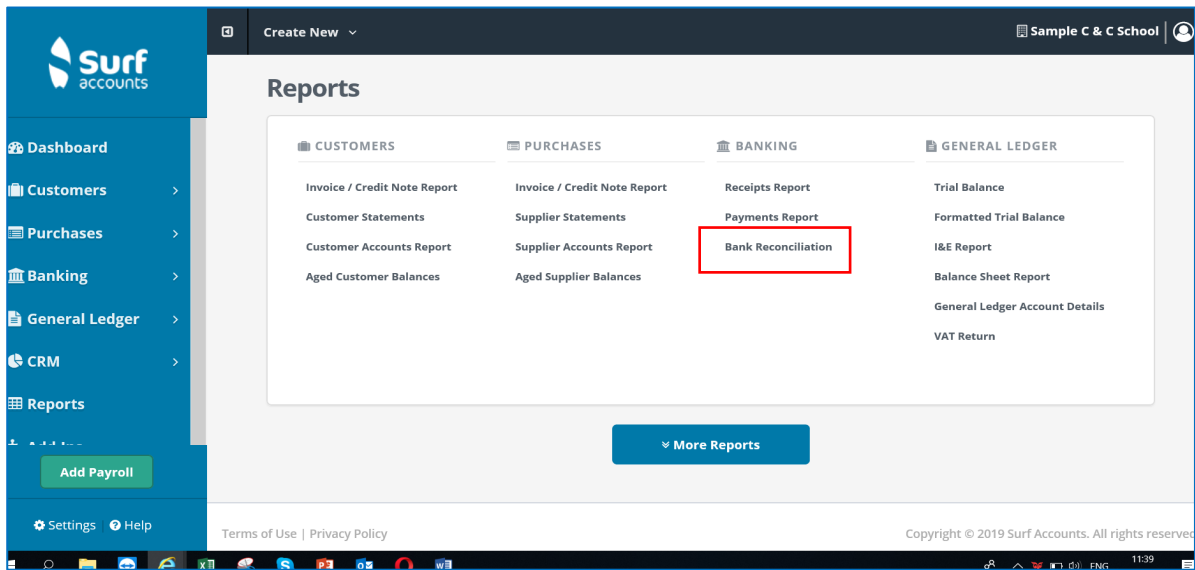 Surf
accounts
Create New
Sample C & C School
Reports
Dashboard
Customers
Purchases
Banking
General Ledger
CRM
Reports
Add Payroll
Settings
Help
CUSTOMERS
Invoice / Credit Note Report
Customer Statements
Customer Accounts Report
Aged Customer Balances
PURCHASES
Invoice / Credit Note Report
Supplier Statements
Supplier Accounts Report
Aged Supplier Balances
BANKING
Receipts Report
Payments Report
Bank Reconciliation
GENERAL LEDGER
Trial Balance
Formatted Trial Balance
I&E Report
Balance Sheet Report
General Ledger Account Details
VAT Return
More Reports
Terms of Use | Privacy Policy
Copyright © 2019 Surf Accounts. All rights reserved
ENG
11:39